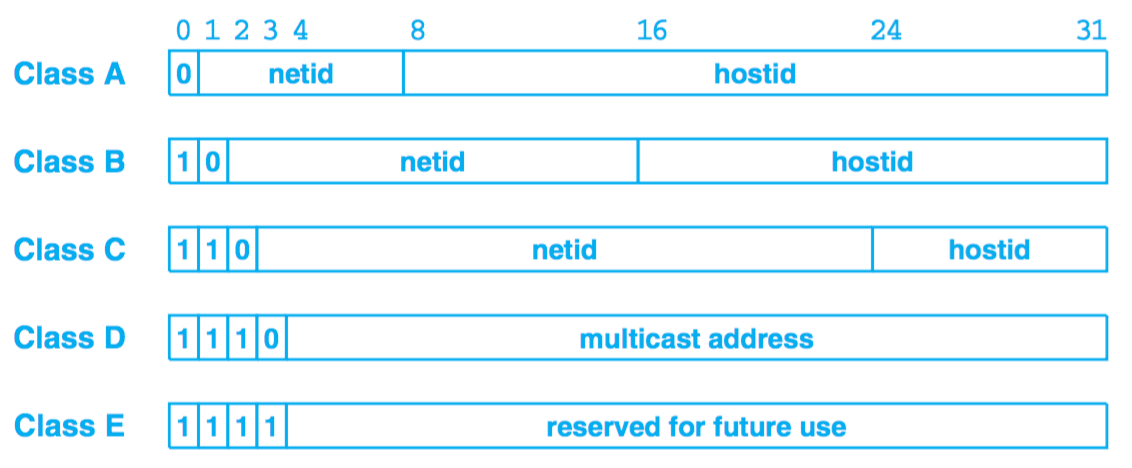 0 1 2 3 4 8 16 24 31
Class A 0 netid hostid
Class B 1 0 netid hostid
Class C 1 1 0 netid hostid
Class D 1 1 1 0 multicast address
Class E 1 1 1 1 reserved for future use